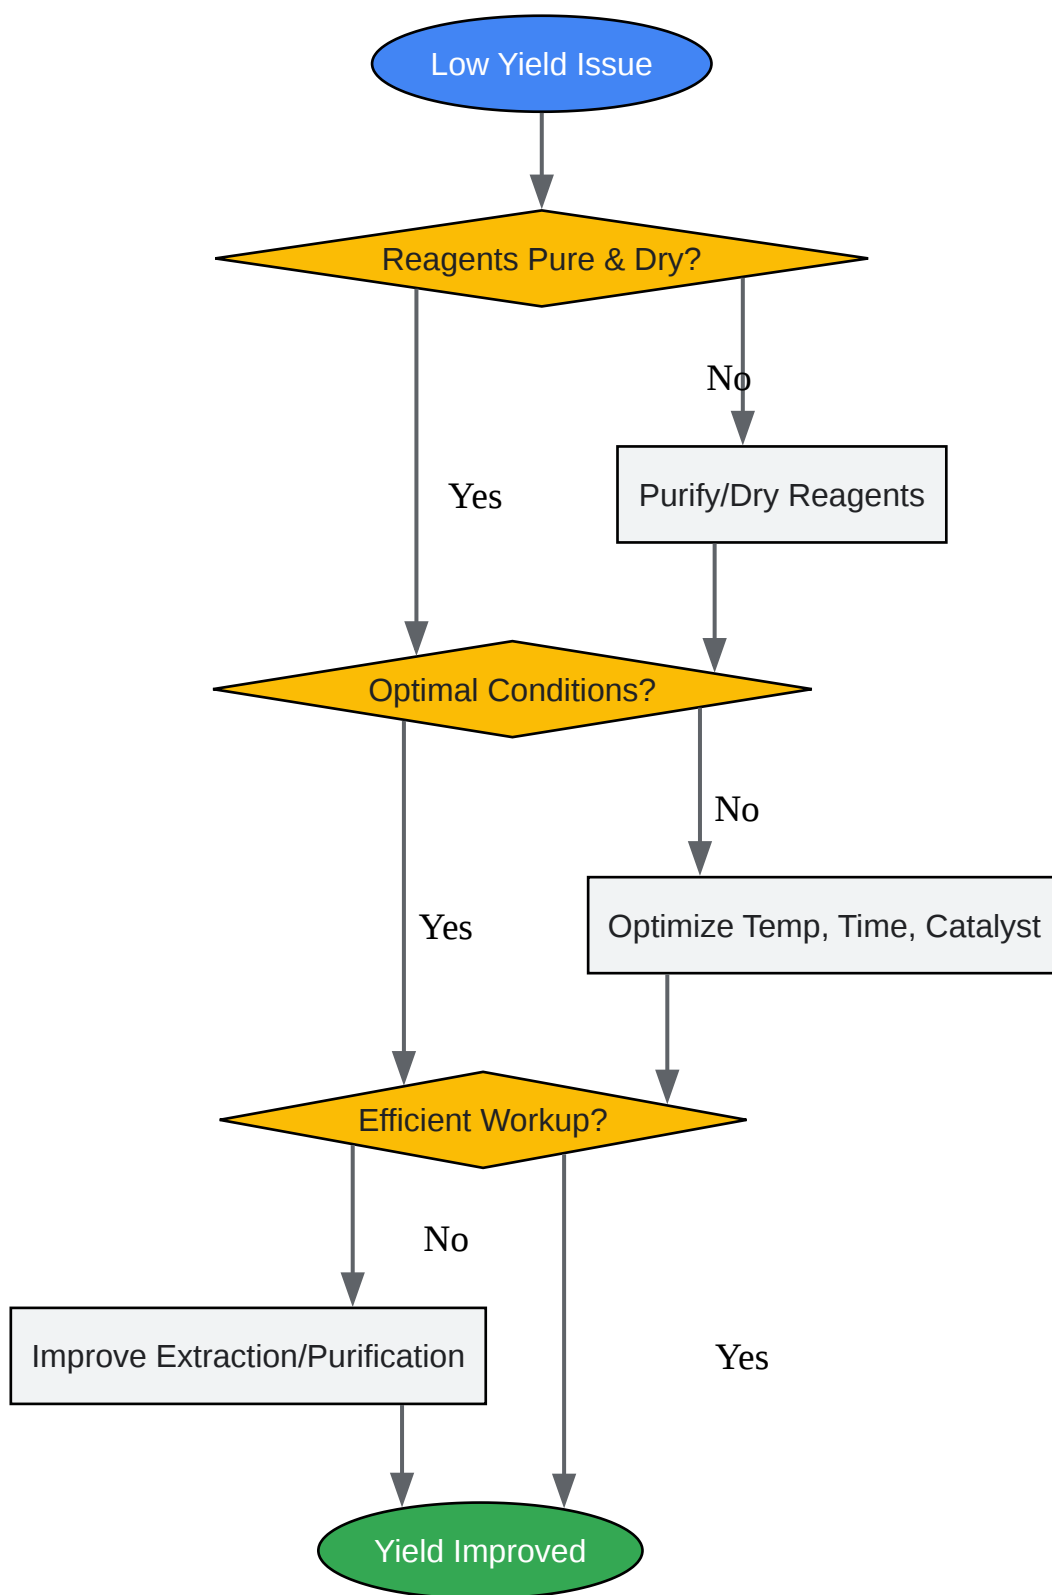 Low Yield Issue
Reagents Pure & Dry?
No
Yes
Purify/Dry Reagents
Optimal Conditions?
No
Yes
Optimize Temp, Time, Catalyst
Efficient Workup?
No
Improve Extraction/Purification
Yes
Yield Improved